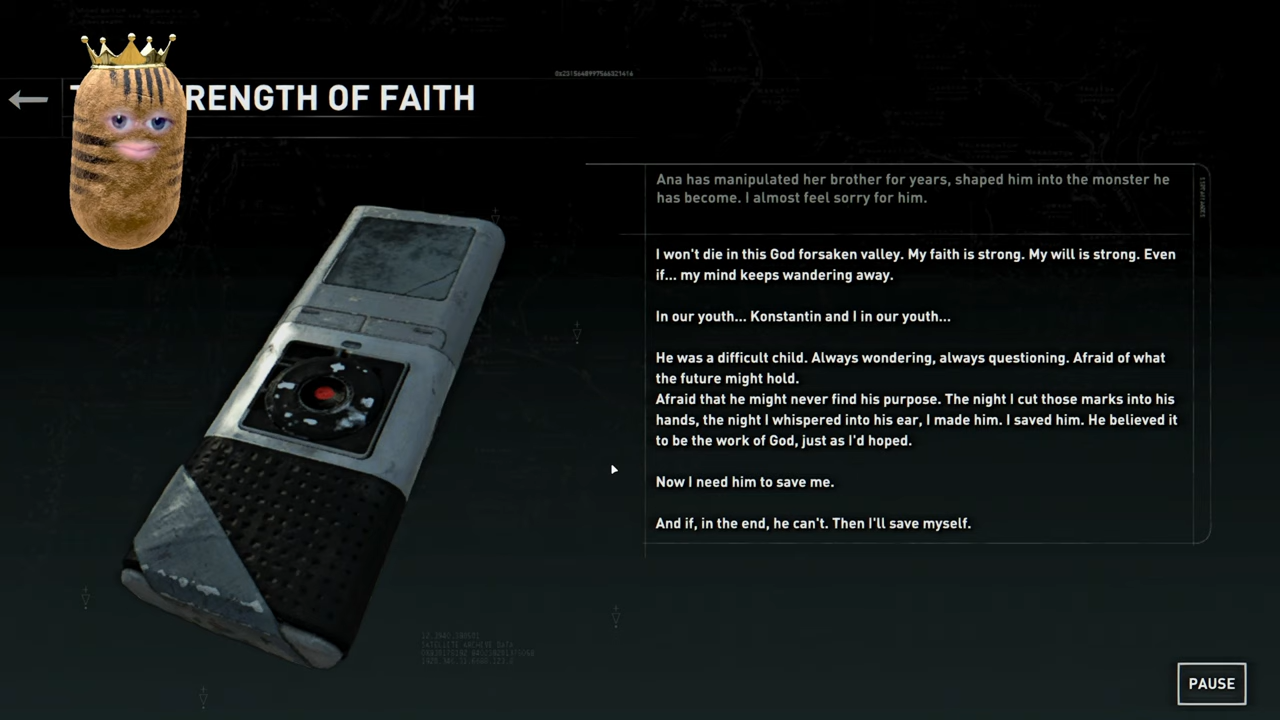 RENGTH OF FAITH
Ana has manipulated her brother for years, shaped him into the monster he
has become. I almost feel sorry for him.
I won't die in this God forsaken valley. My faith is strong. My will is strong. Even
if... my mind keeps wandering away.
In our youth... Konstantin and I in our youth...
He was a difficult child. Always wondering, always questioning. Afraid of what
the future might hold.
Afraid that he might never find his purpose. The night I cut those marks into his
hands, the night I whispered into his ear, I made him. I saved him. He believed it
to be the work of God, just as I'd hoped.
Now I need him to save me.
And if, in the end, he can't. Then I'll save myself.
SATELLITE ARCHIVE DATA
PAUSE